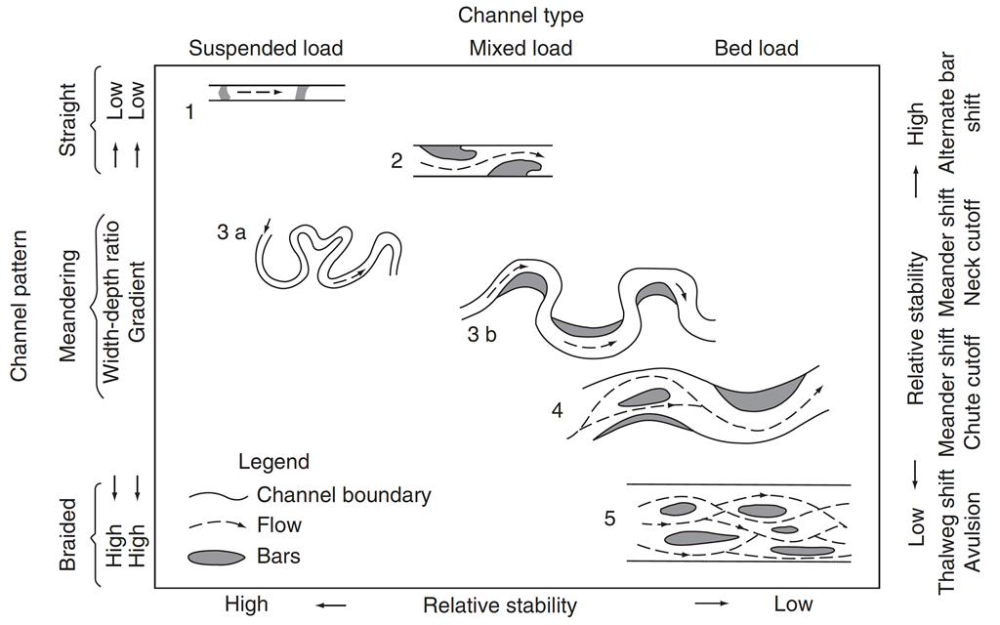 Channel type
Suspended load
Mixed load
Bed load
Channel pattern
Straight
Meandering
Braided
Low
Low
Width-depth ratio
Gradient
High
High
1
2
3 a
3 b
4
5
Legend
Channel boundary
Flow
Bars
High
Relative stability
Low
Alternate bar
shift
Meander shift
Neck cutoff
Meander shift
Chute cutoff
Thalweg shift
Avulsion
High
Relative stability
Low